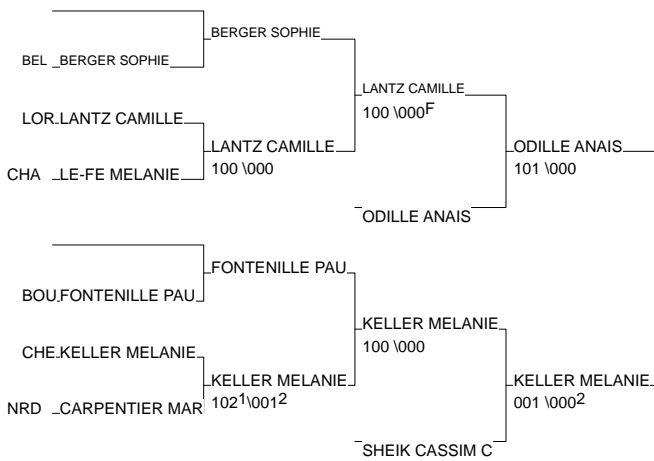 BERGER SOPHIE
BEL BERGER SOPHIE
LANTZ CAMILLE
100 \000F
LOR LANTZ CAMILLE
LANTZ CAMILLE
100 \000
ODILLE ANAIS
101 \000
CHA LE-FE MELANIE
ODILLE ANAIS
FONTENILLE PAU
BOU FONTENILLE PAU
KELLER MELANIE
100 \000
CHE KELLER MELANIE
KELLER MELANIE
102¹\001²
KELLER MELANIE
001 \000²
NRD CARPENTIER MAR
SHEIK CASSIM C